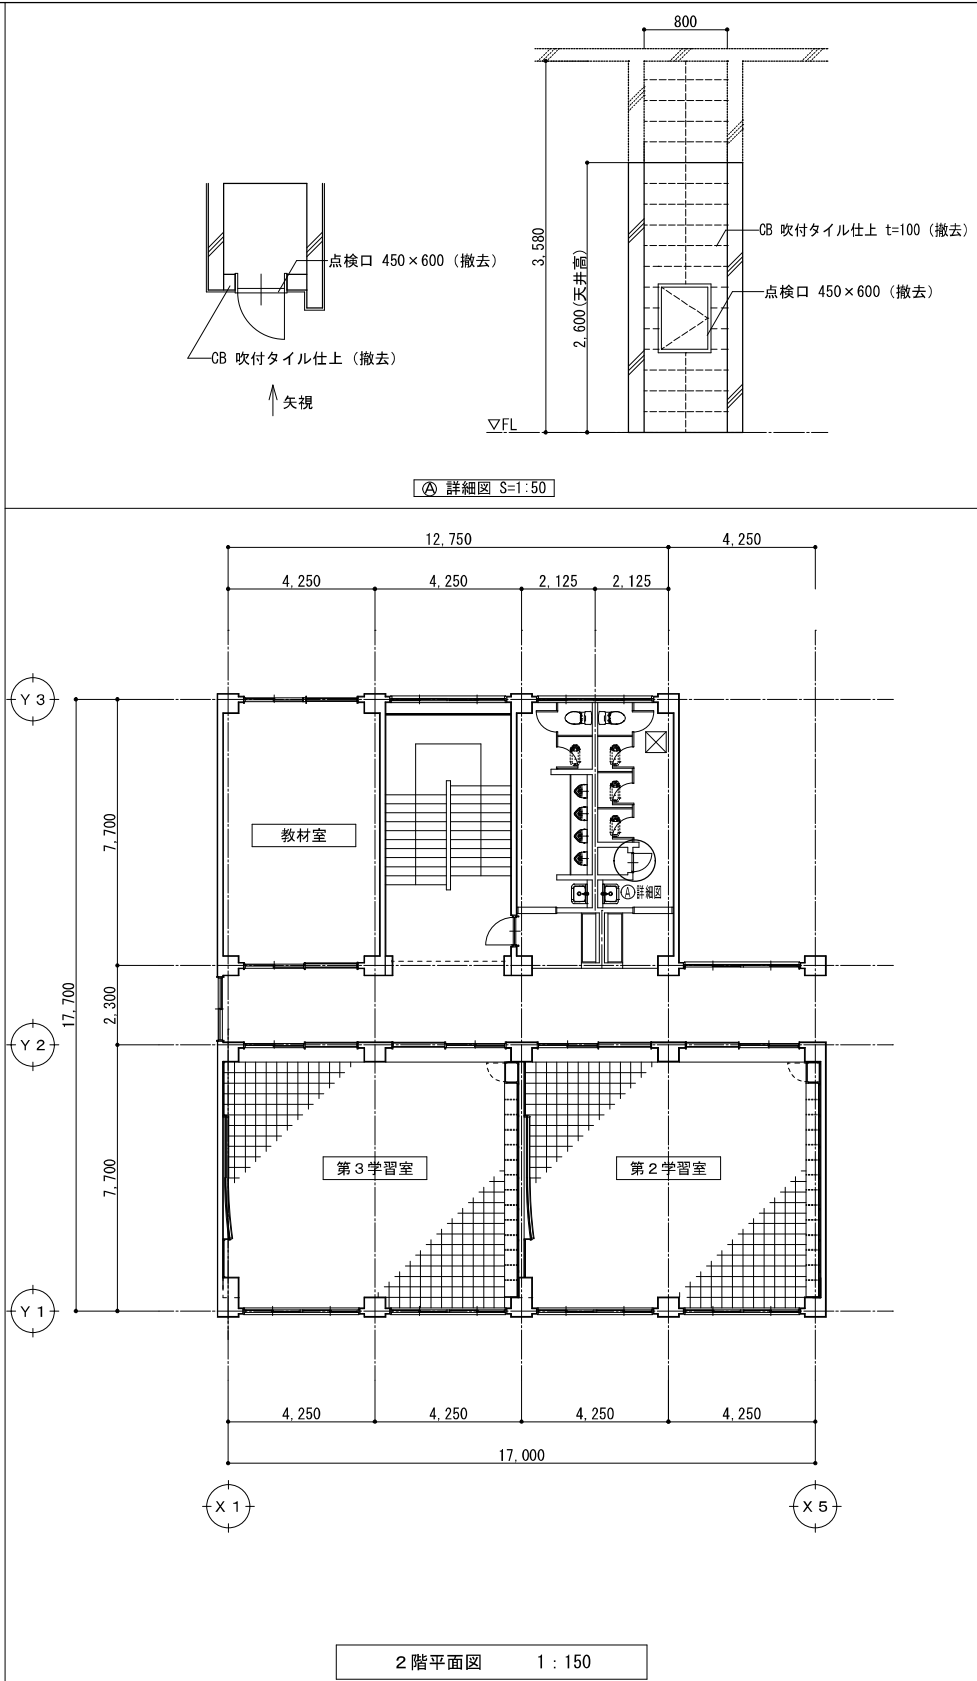 800
3,580
2,600(天井高)
CB 吹付タイル仕上 t=100 (撤去)
点検口 450×600 (撤去)
点検口 450×600 (撤去)
CB 吹付タイル仕上 (撤去)
矢視
▽FL
Ⓐ 詳細図 S=1:50
12,750
4,250
4,250
4,250
2,125
2,125
Y3
7,700
教材室
Ⓐ詳細図
17,700
2,300
Y2
7,700
第3学習室
第2学習室
Y1
4,250
4,250
4,250
4,250
17,000
X1
X5
2階平面図 1:150